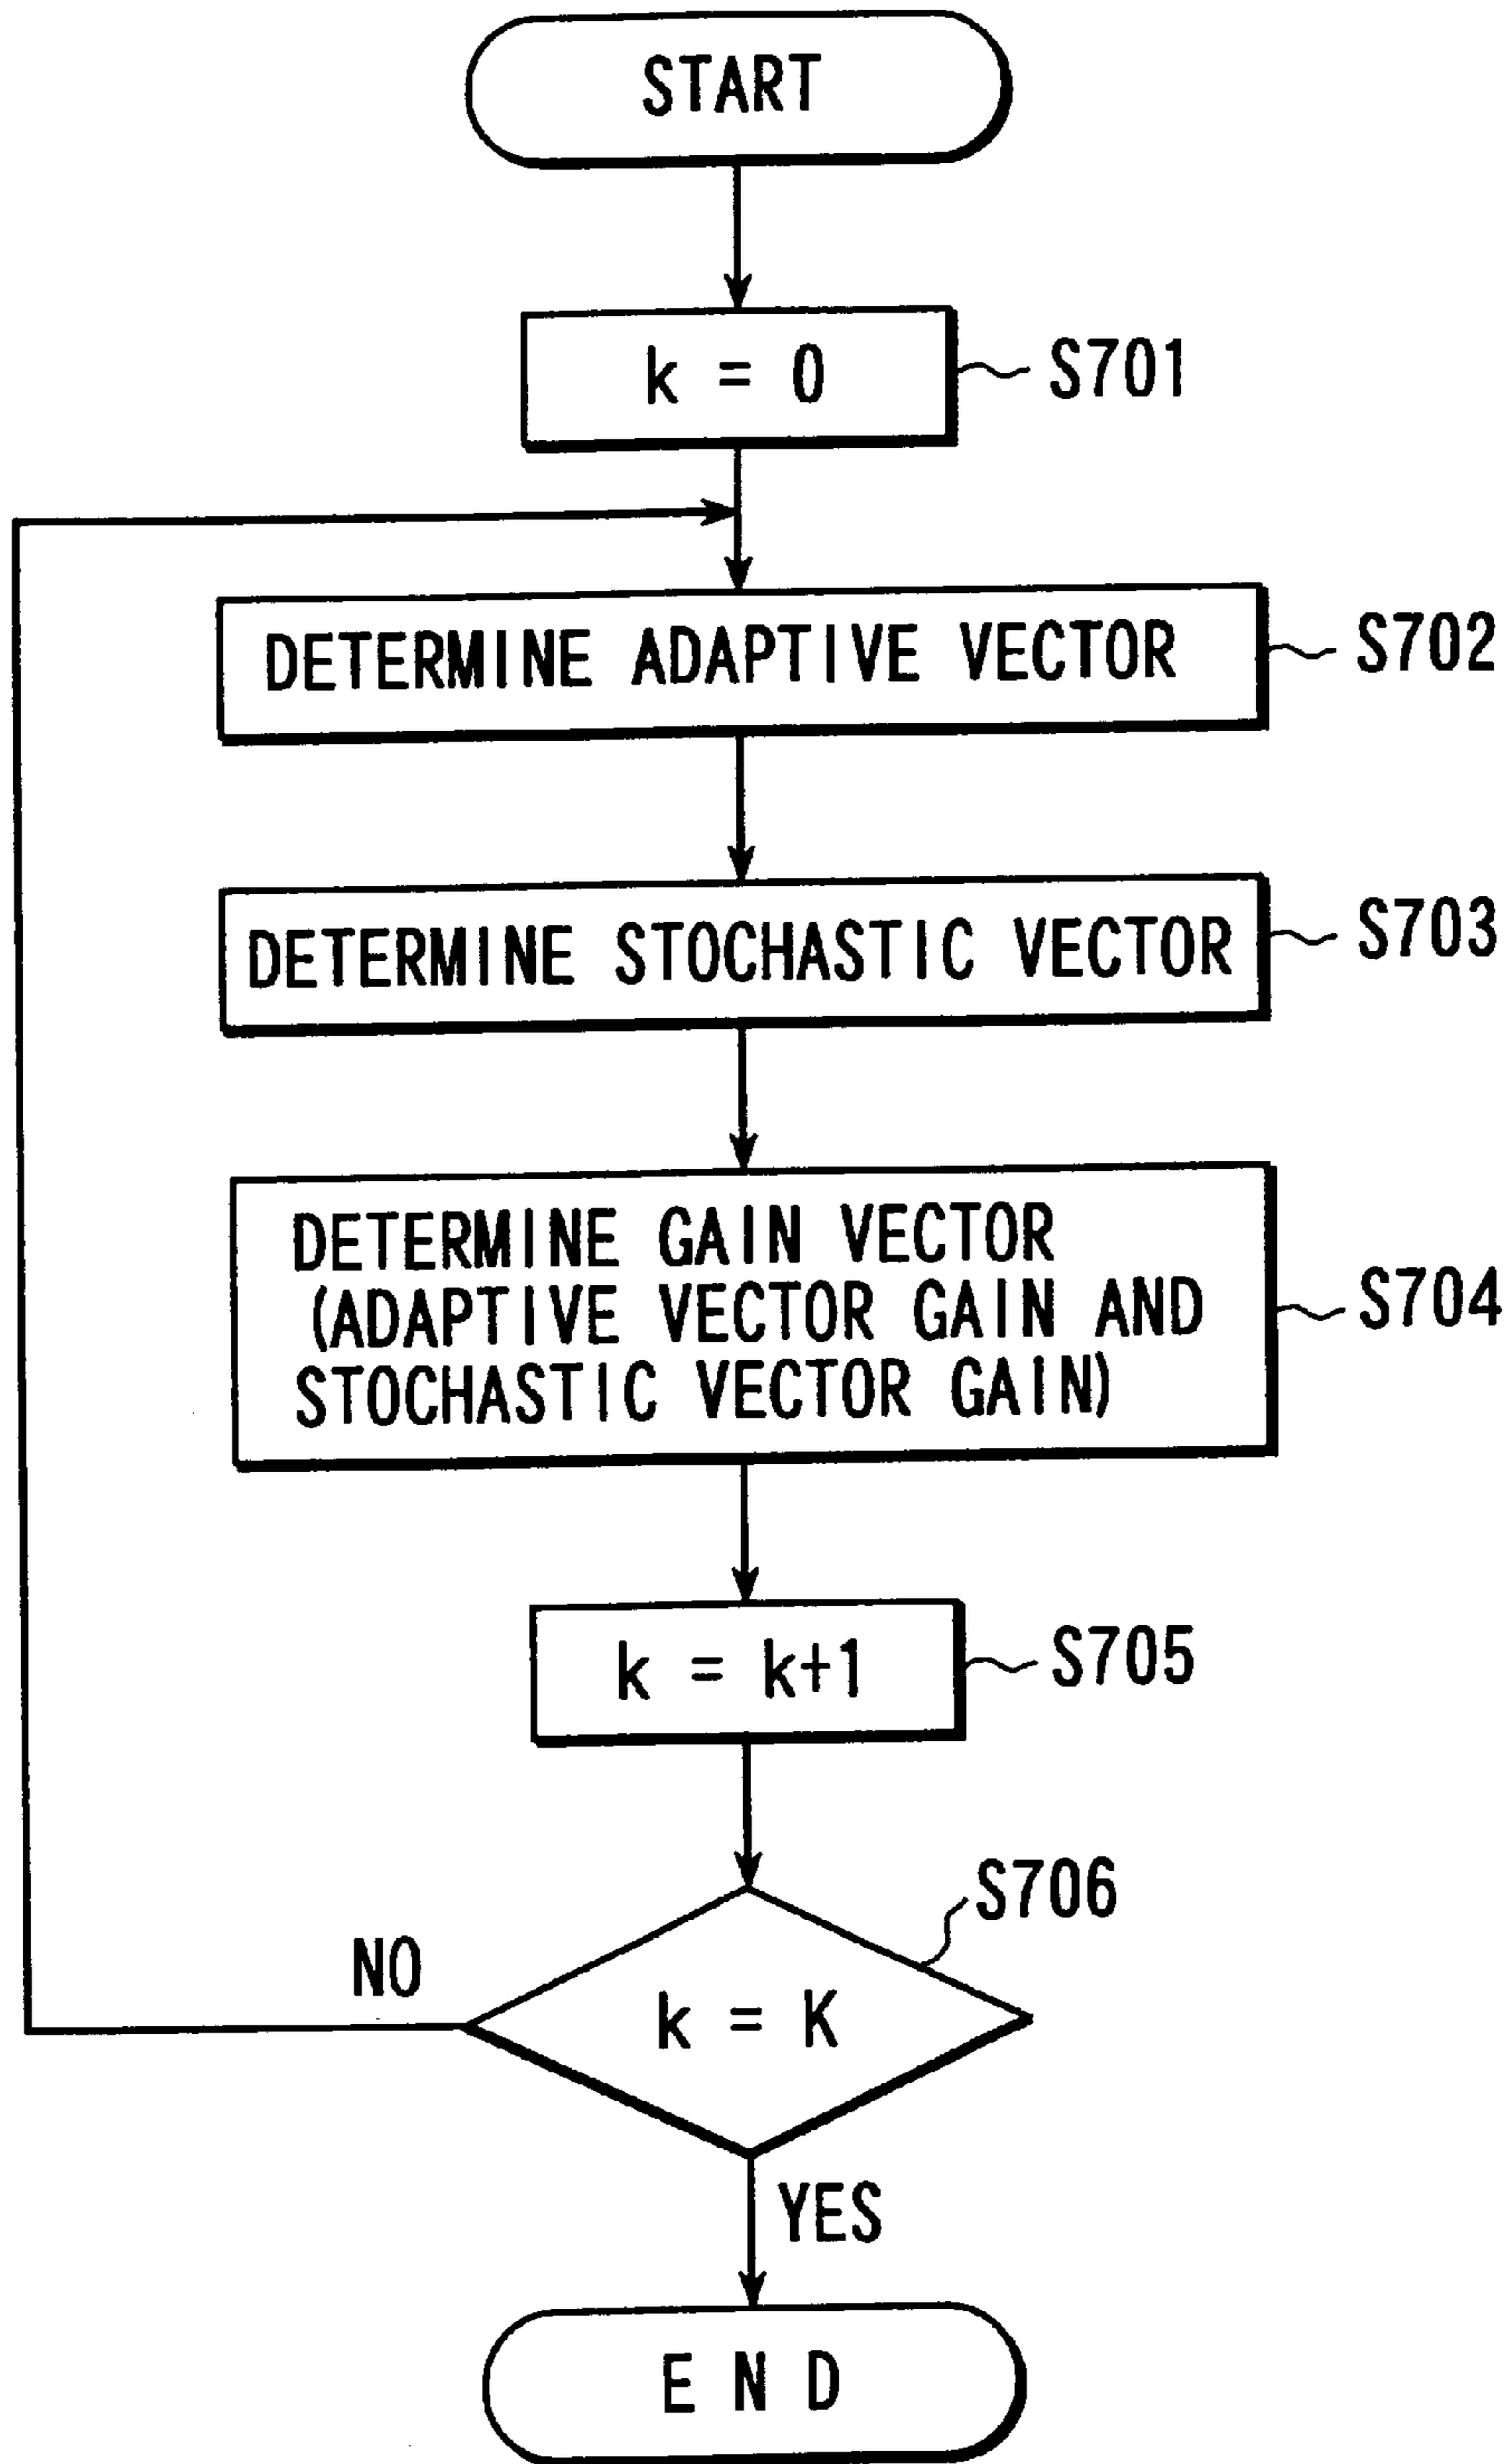 START
k = 0
S701
DETERMINE ADAPTIVE VECTOR
S702
DETERMINE STOCHASTIC VECTOR
S703
DETERMINE GAIN VECTOR
(ADAPTIVE VECTOR GAIN AND
STOCHASTIC VECTOR GAIN)
S704
k = k+1
S705
S706
NO
k = K
YES
END